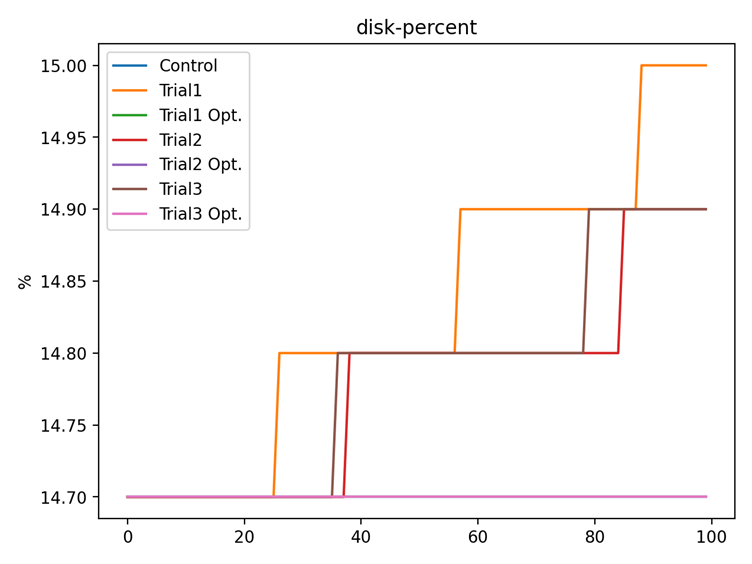 disk-percent
15.00
14.95
14.90
14.85
14.80
14.75
14.70
%
Control
Trial1
Trial1 Opt.
Trial2
Trial2 Opt.
Trial3
Trial3 Opt.
0 20 40 60 80 100